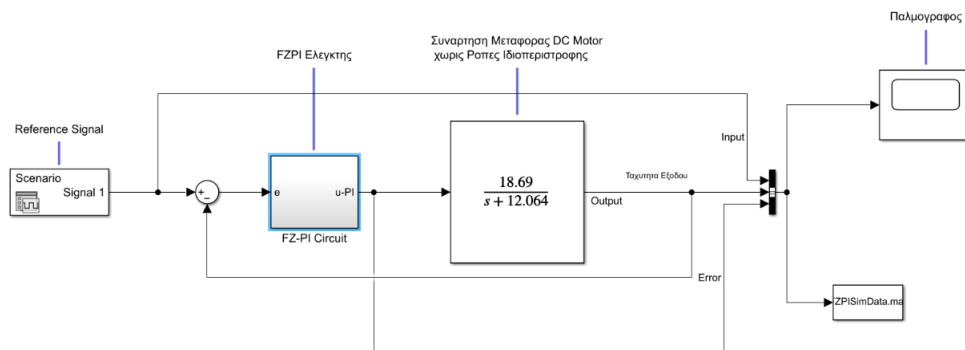 Παλμογραφος
Συναρτηση Μεταφορας DC Motor
χωρις Ροπες Ιδιοπεριστροφης
FZPI Ελεγκτης
Reference Signal
Input
Scenario
Signal 1
e
u-PI
FZ-PI Circuit
18.69
s + 12.064
Ταχυτητα Εξοδου
Output
Error
ZPISimData.ma